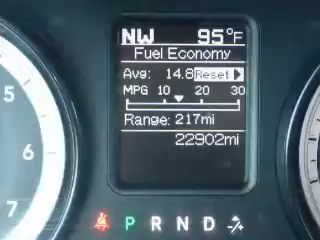 NW 95°F
Fuel Economy
Avg: 14.8 Reset ▶
MPG 10 20 30
Range: 217mi
22902mi
5
6
7
P R N D